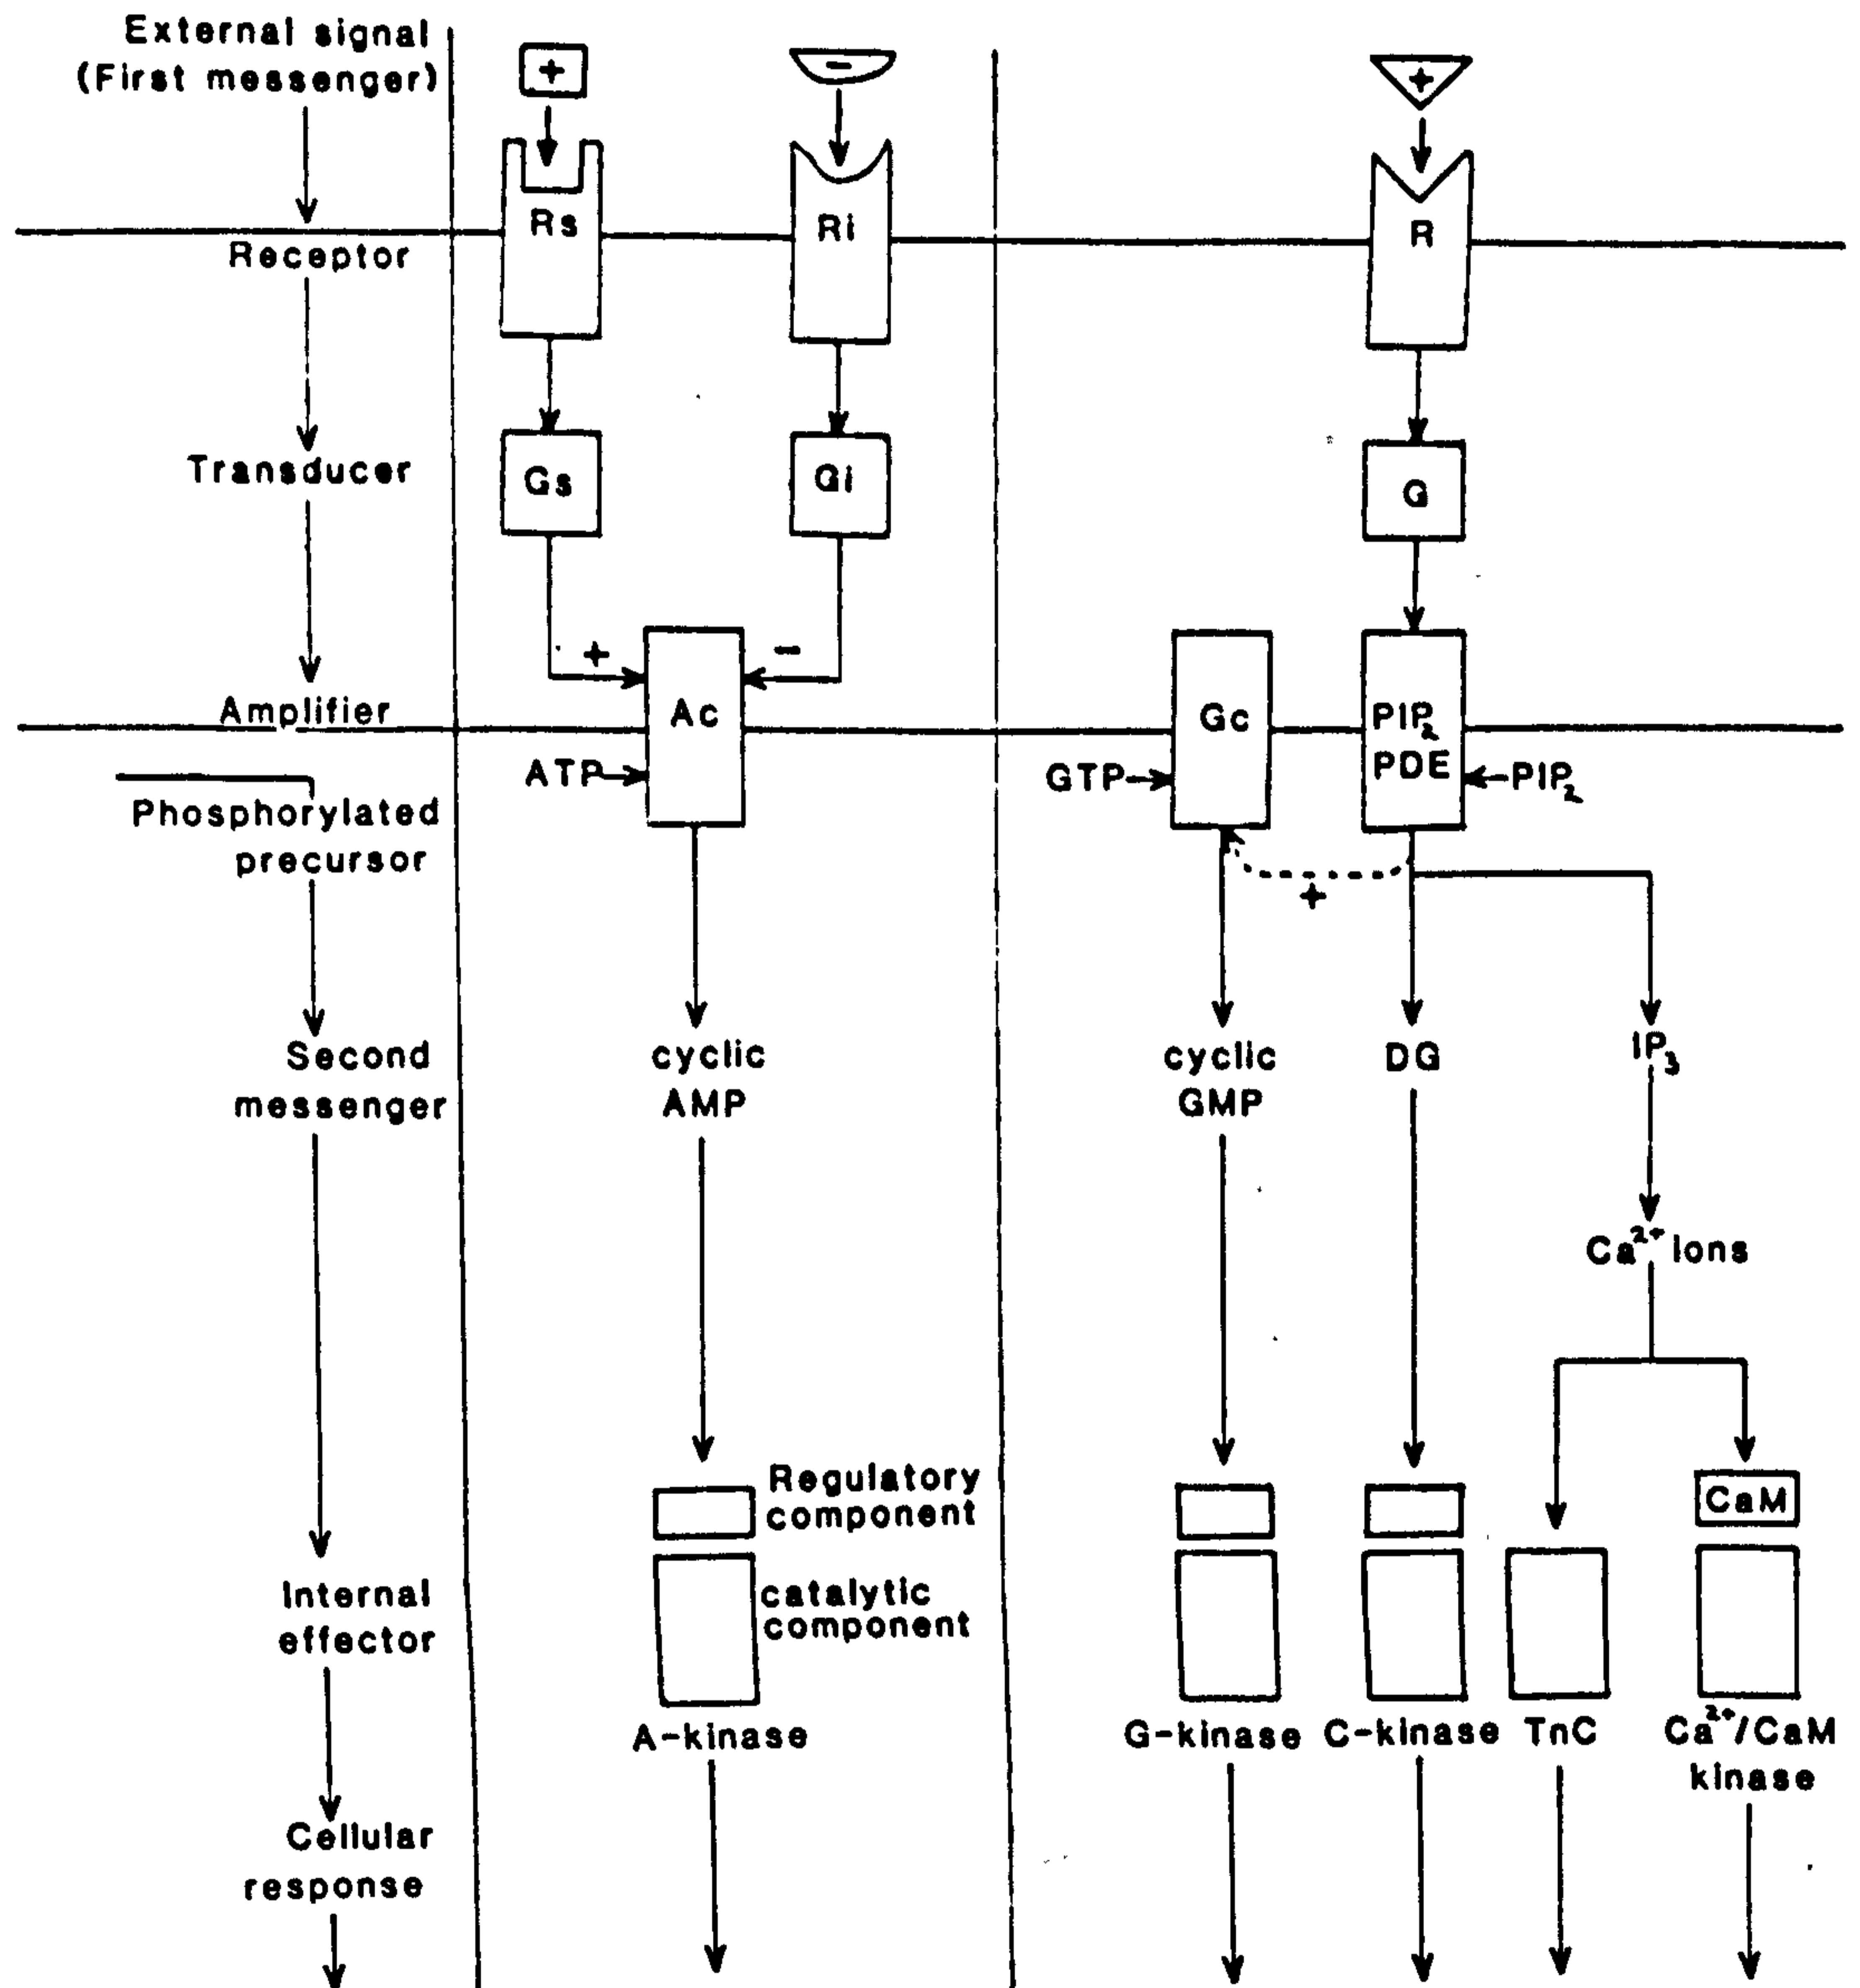 External signal
(First messenger)
+
-
+
Receptor
Rs
Ri
R
Transducer
Gs
Gi
G
Amplifier
+
-
Ac
Gc
PIP₂
PDE
ATP
GTP
PIP₂
Phosphorylated
precursor
+
Second
messenger
cyclic
AMP
cyclic
GMP
DG
IP₃
Ca²⁺ ions
Regulatory
component
CaM
Internal
effector
catalytic
component
A-kinase
G-kinase
C-kinase
TnC
Ca²⁺/CaM
kinase
Cellular
response